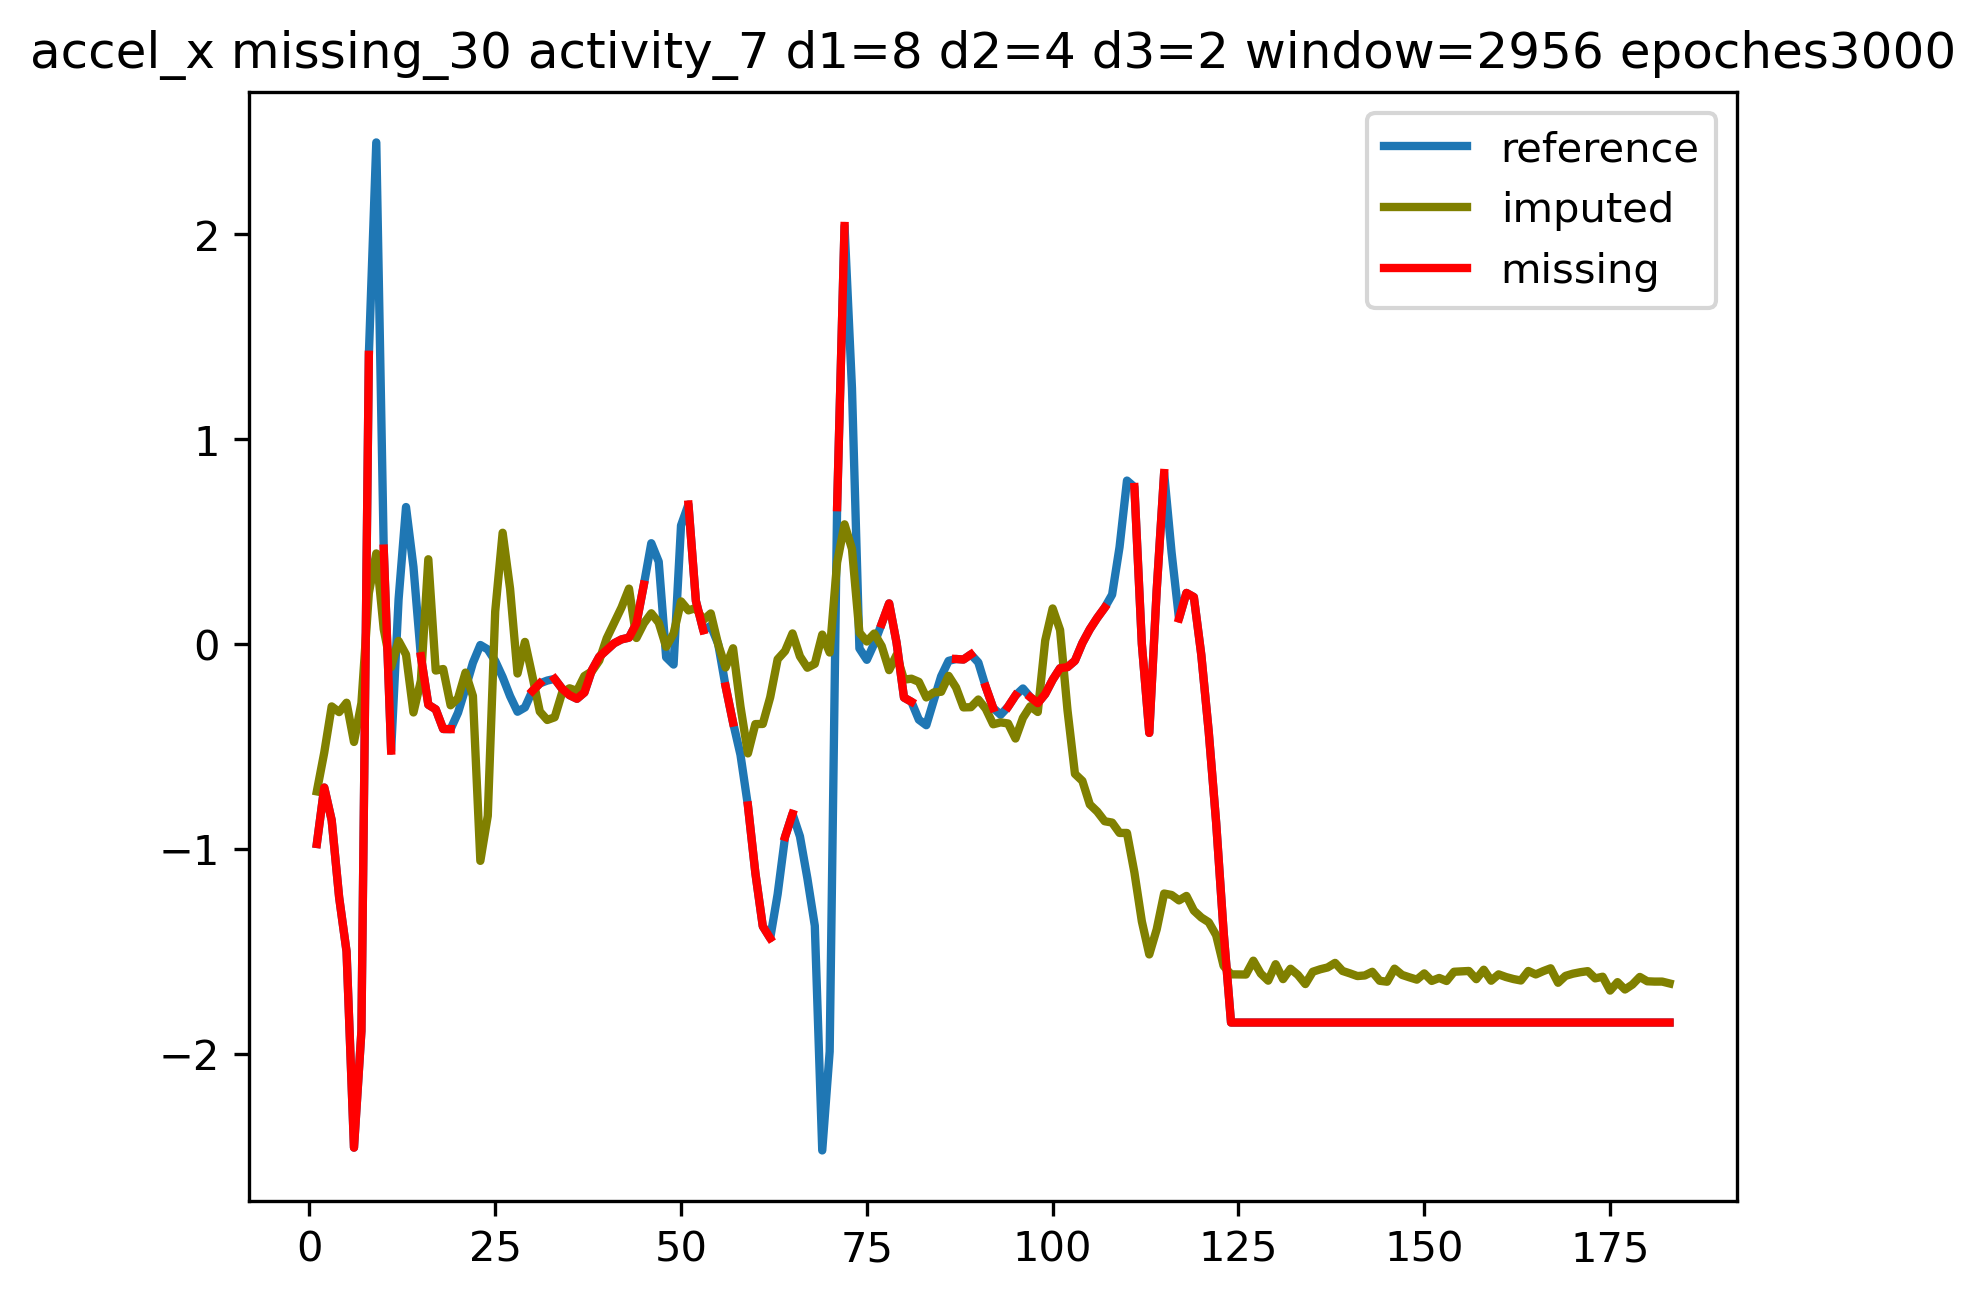 accel_x missing_30 activity_7 d1=8 d2=4 d3=2 window=2956 epoches3000
reference
imputed
missing
2
1
0
−1
−2
0 25 50 75 100 125 150 175